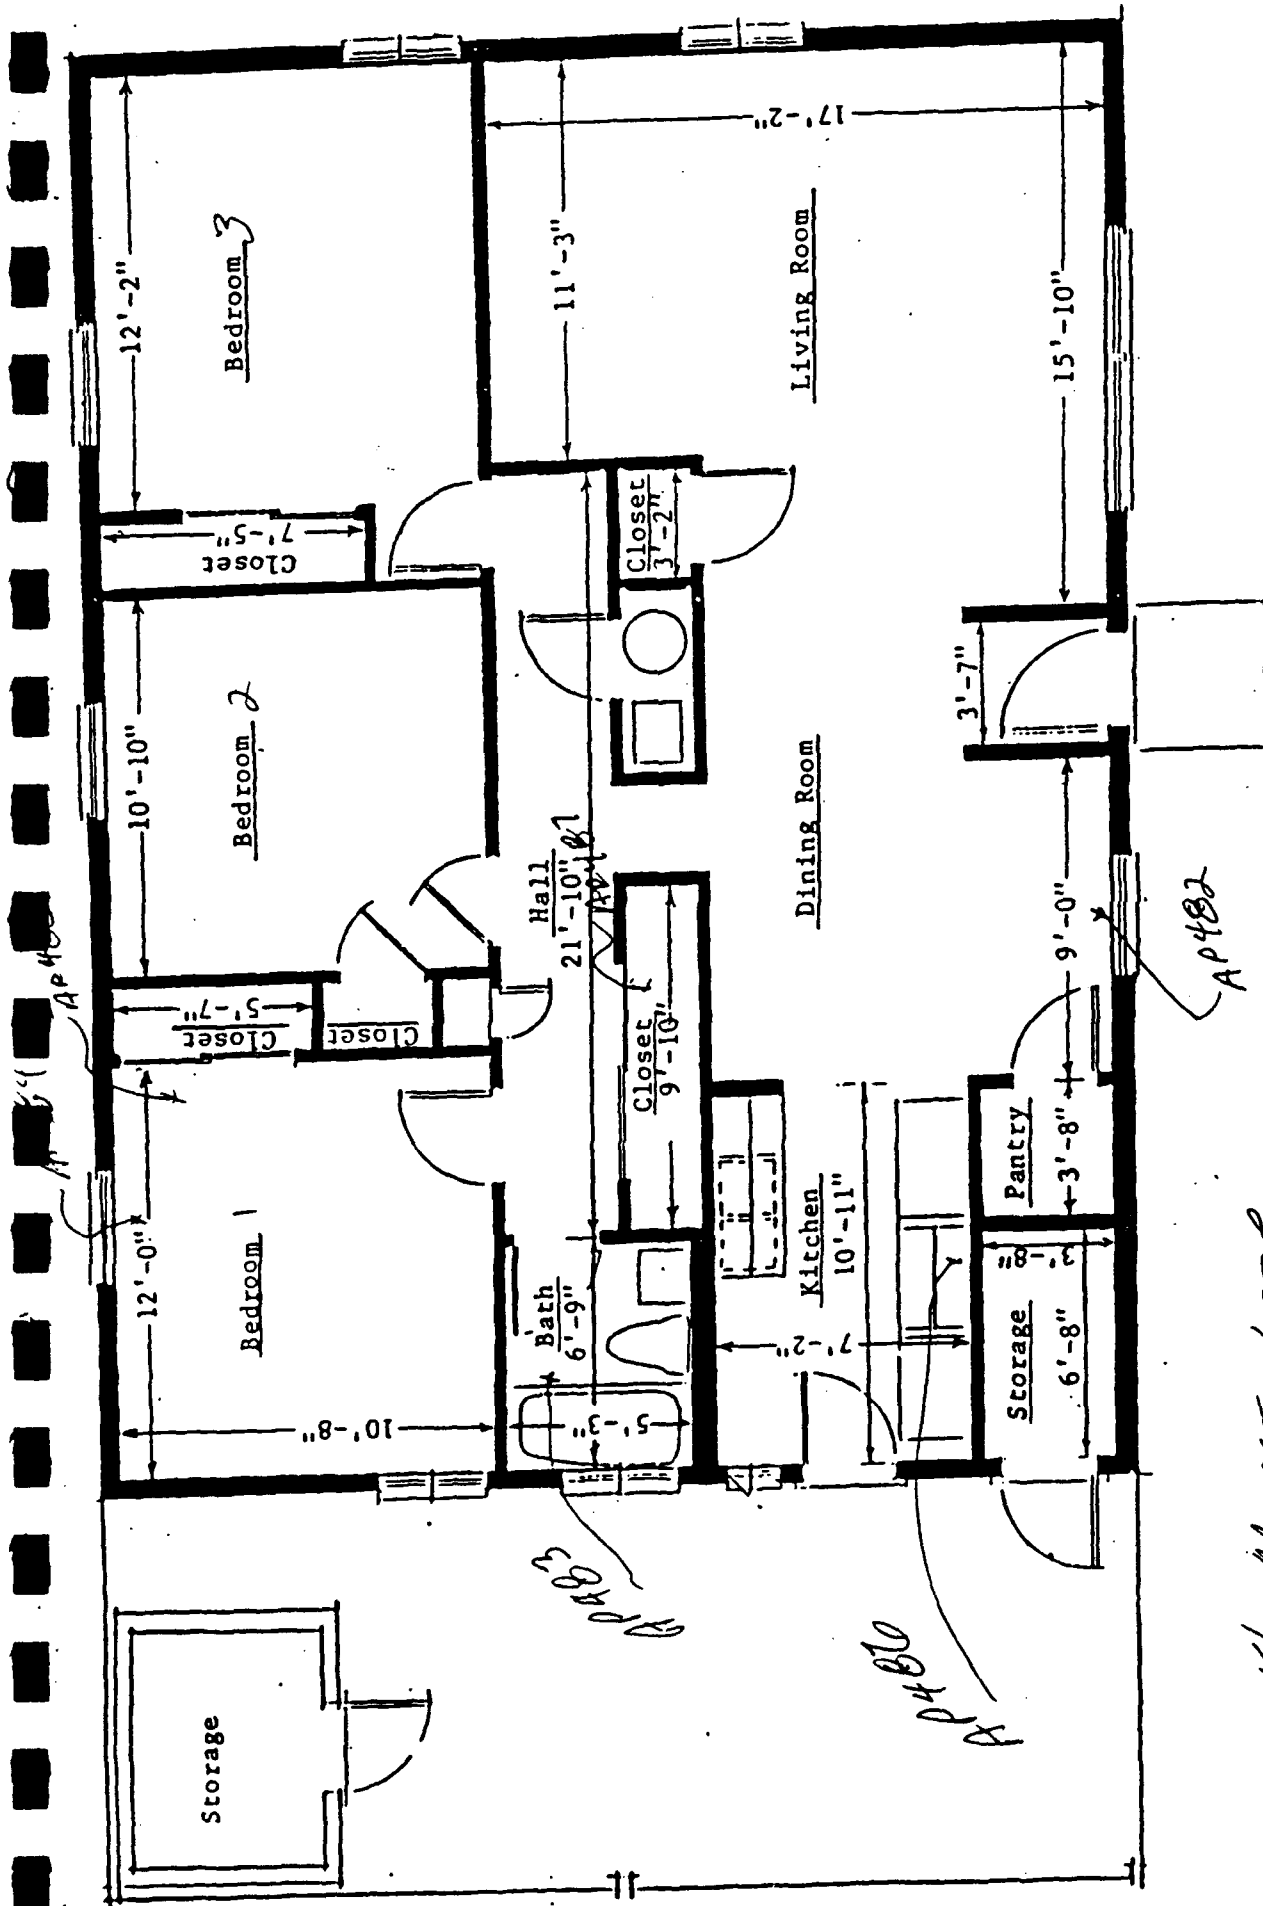 12'-2"
Bedroom 3
7'-5"
Closet
11'-3"
17'-2"
Living Room
15'-10"
Closet
3'-2"
10'-10"
Bedroom 2
3'-7"
Dining Room
Hall
21'-10"
9'-0"
AP482
5'-7"
Closet
Closet
Closet
9'-10"
12'-0"
Bedroom 1
10'-8"
Bath
6'-9"
5'-3"
Kitchen
10'-11"
7'-2"
Pantry
3'-8"
Storage
3'-8"
6'-8"
AP483
AP486
Storage